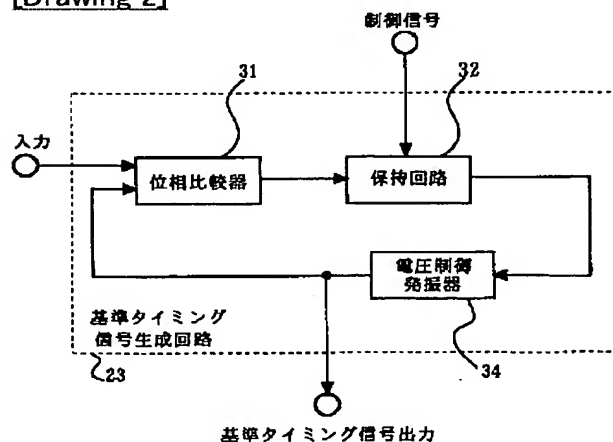 [Drawing 2]
制御信号
31
32
入力
位相比較器
保持回路
電圧制御
発振器
基準タイミング
信号生成回路
23
34
基準タイミング信号出力